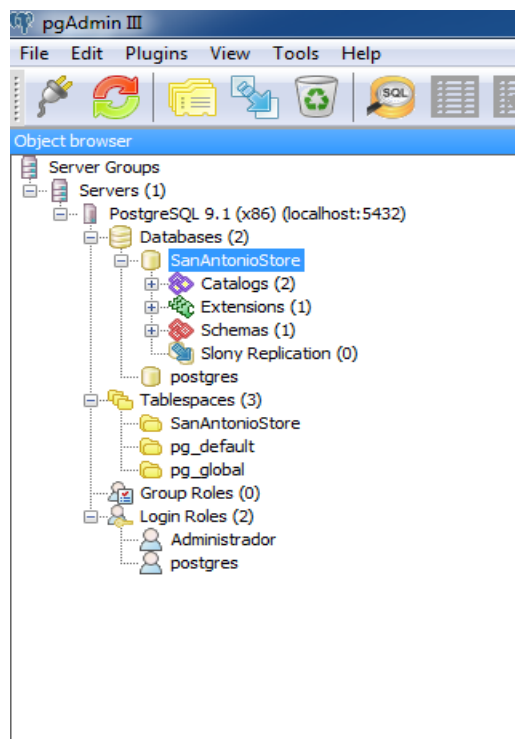 pgAdmin III
File Edit Plugins View Tools Help
SQL
Object browser
Server Groups
Servers (1)
PostgreSQL 9.1 (x86) (localhost:5432)
Databases (2)
SanAntonioStore
Catalogs (2)
Extensions (1)
Schemas (1)
Slony Replication (0)
postgres
Tablespaces (3)
SanAntonioStore
pg_default
pg_global
Group Roles (0)
Login Roles (2)
Administrador
postgres